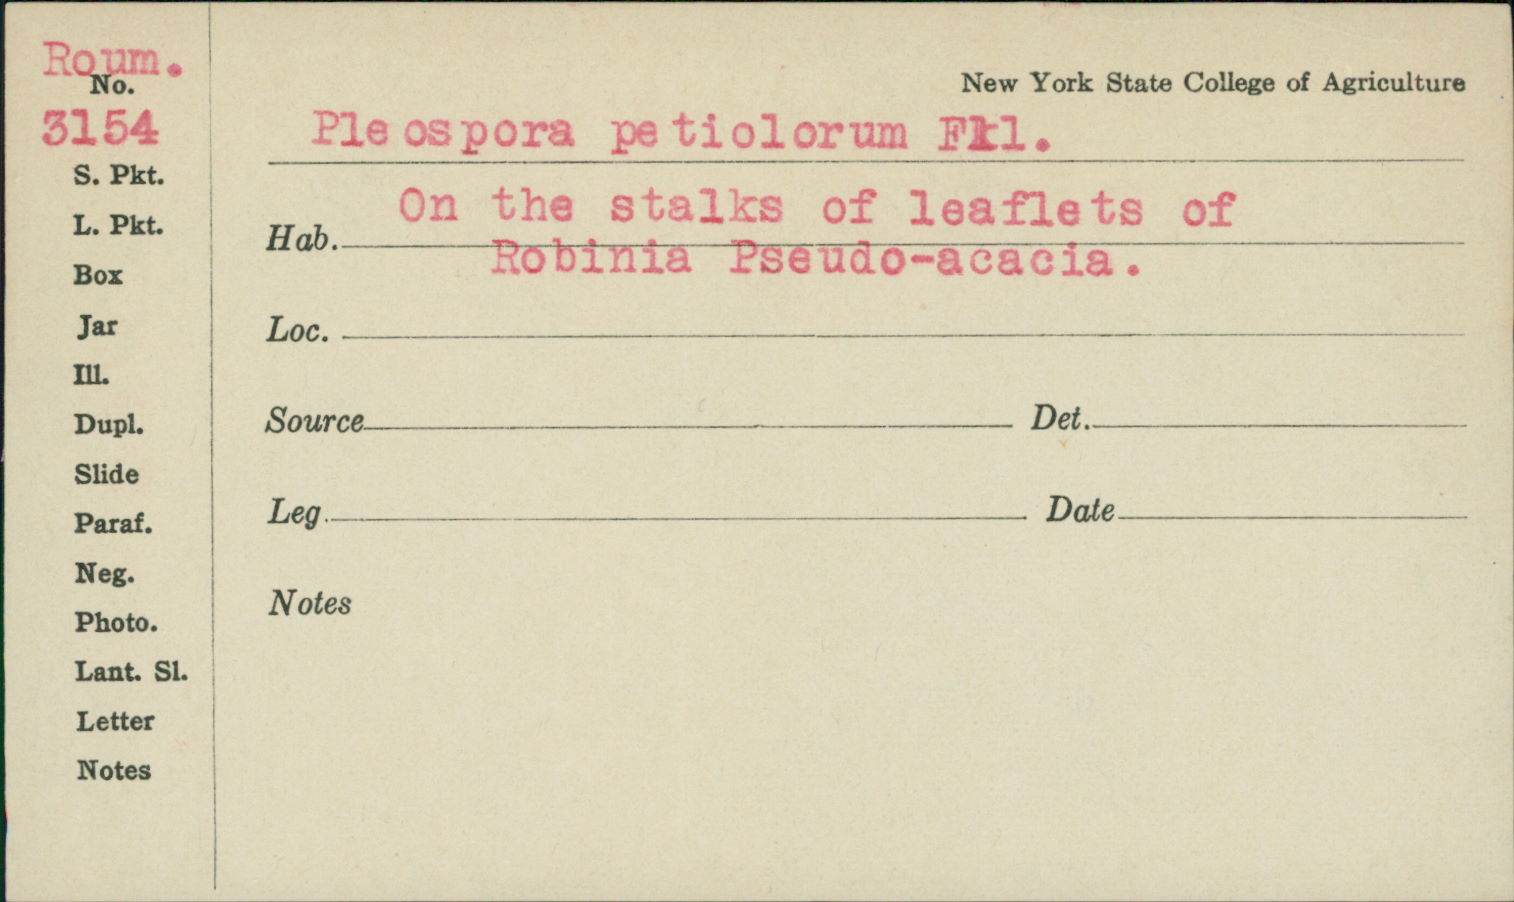 Roum.
No.
3154
S. Pkt.
L. Pkt.
Box
Jar
Ill.
Dupl.
Slide
Paraf.
Neg.
Photo.
Lant. Sl.
Letter
Notes
New York State College of Agriculture
Pleospora petiolorum Fkl.
On the stalks of leaflets of
Hab.
Robinia Pseudo-acacia.
Loc.
Source Det.
Leg. Date
Notes